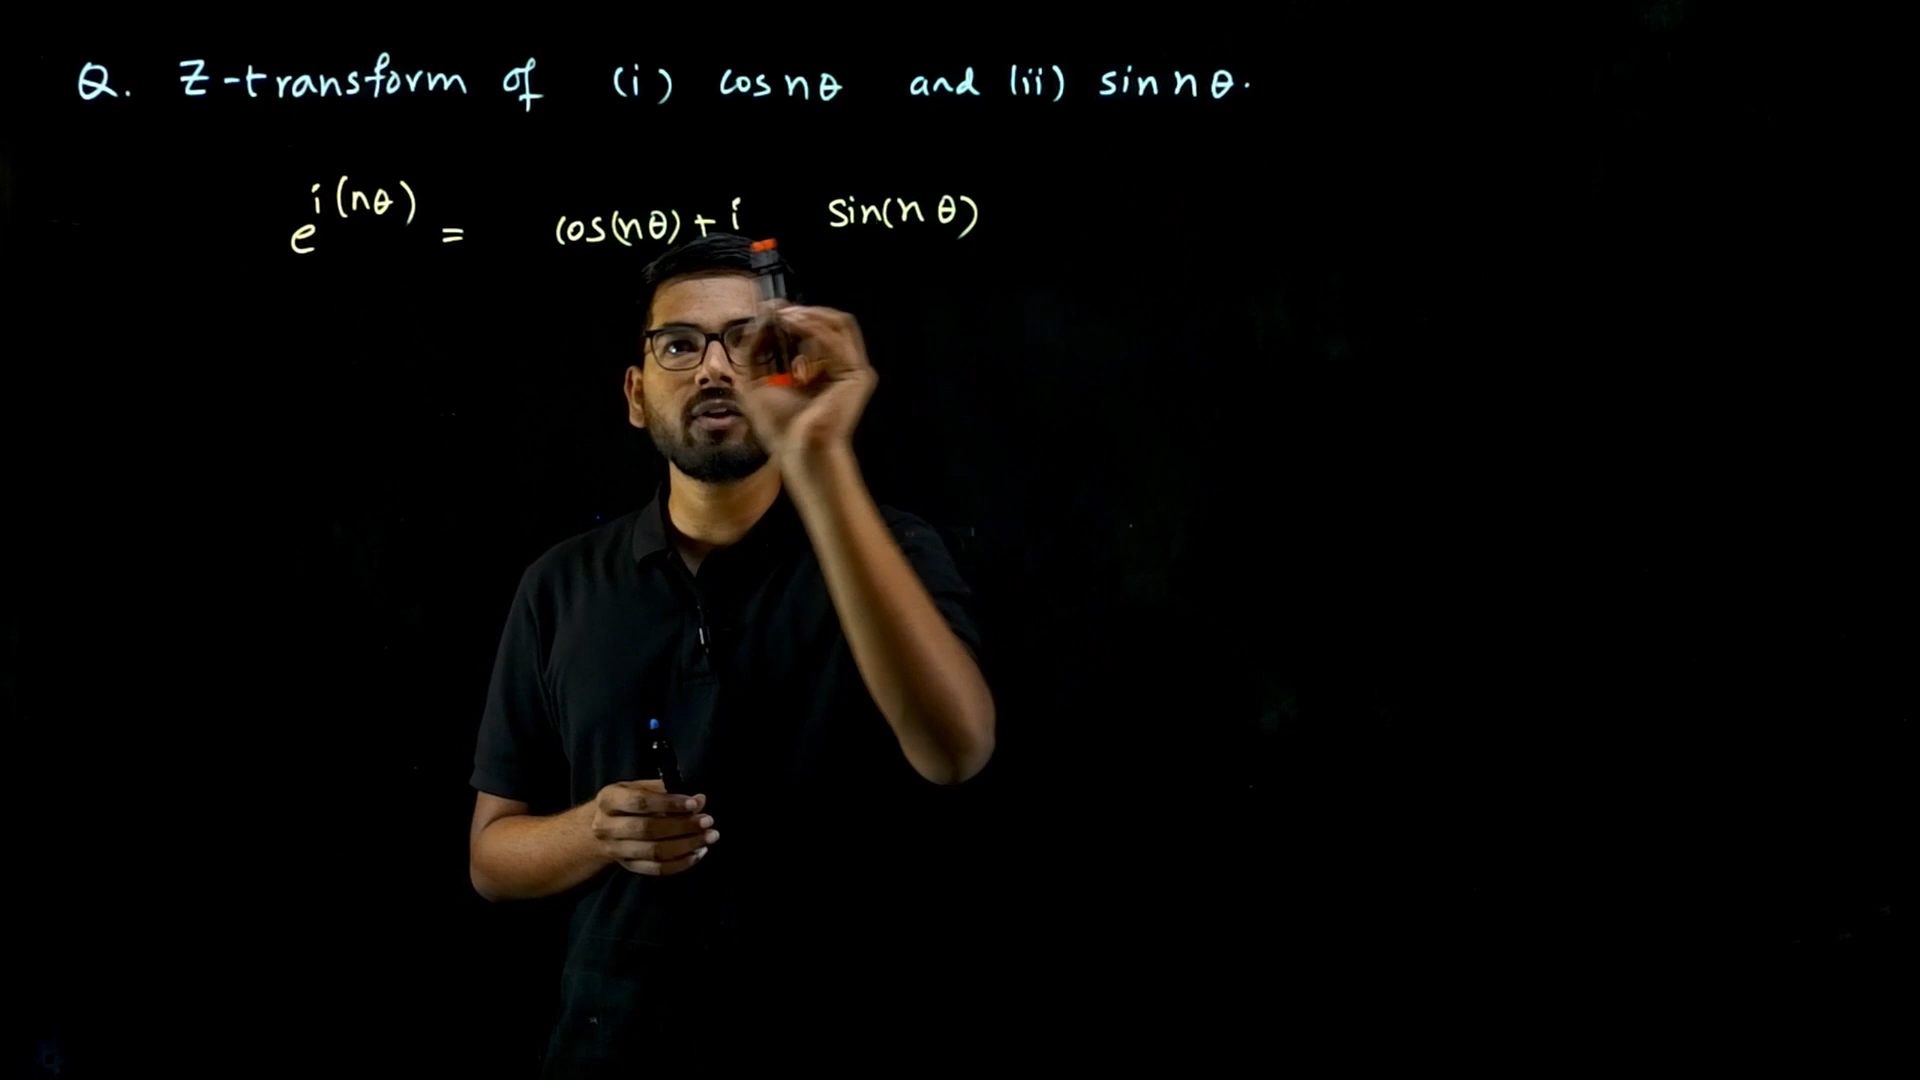 Q. Z-transform of (i) cos nθ and (ii) sin nθ.
e^{i(nθ)} = cos(nθ) + i sin(nθ)